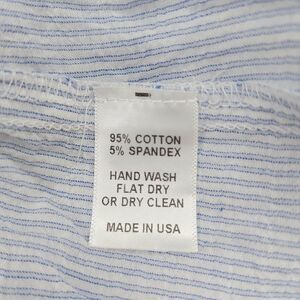 95% COTTON
5% SPANDEX
HAND WASH
FLAT DRY
OR DRY CLEAN
MADE IN USA